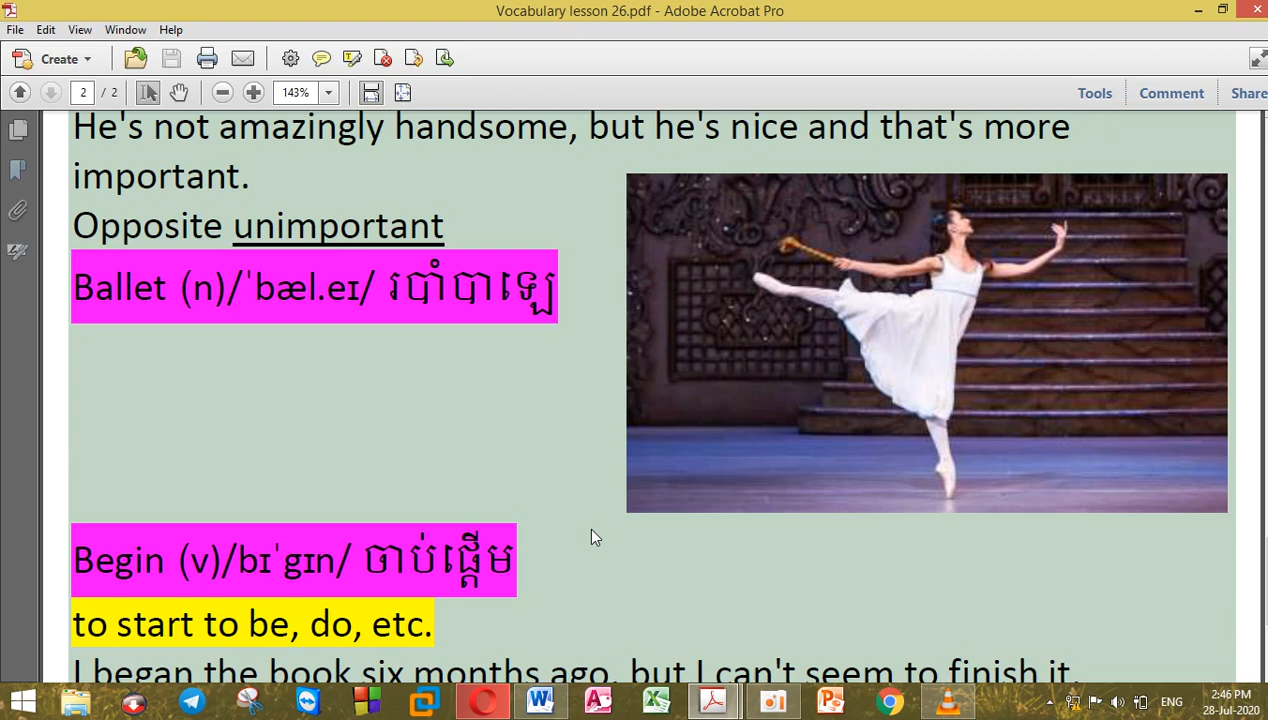 Vocabulary lesson 26.pdf - Adobe Acrobat Pro
File Edit View Window Help
Create
2 / 2 143% Tools Comment Share
He's not amazingly handsome, but he's nice and that's more
important.
Opposite unimportant
Ballet (n)/ˈbæl.eɪ/ របាំបាឡេ
Begin (v)/bɪˈgɪn/ ចាប់ផ្តើម
to start to be, do, etc.
I began the book six months ago, but I can't seem to finish it.
ENG
2:46 PM
28-Jul-2020